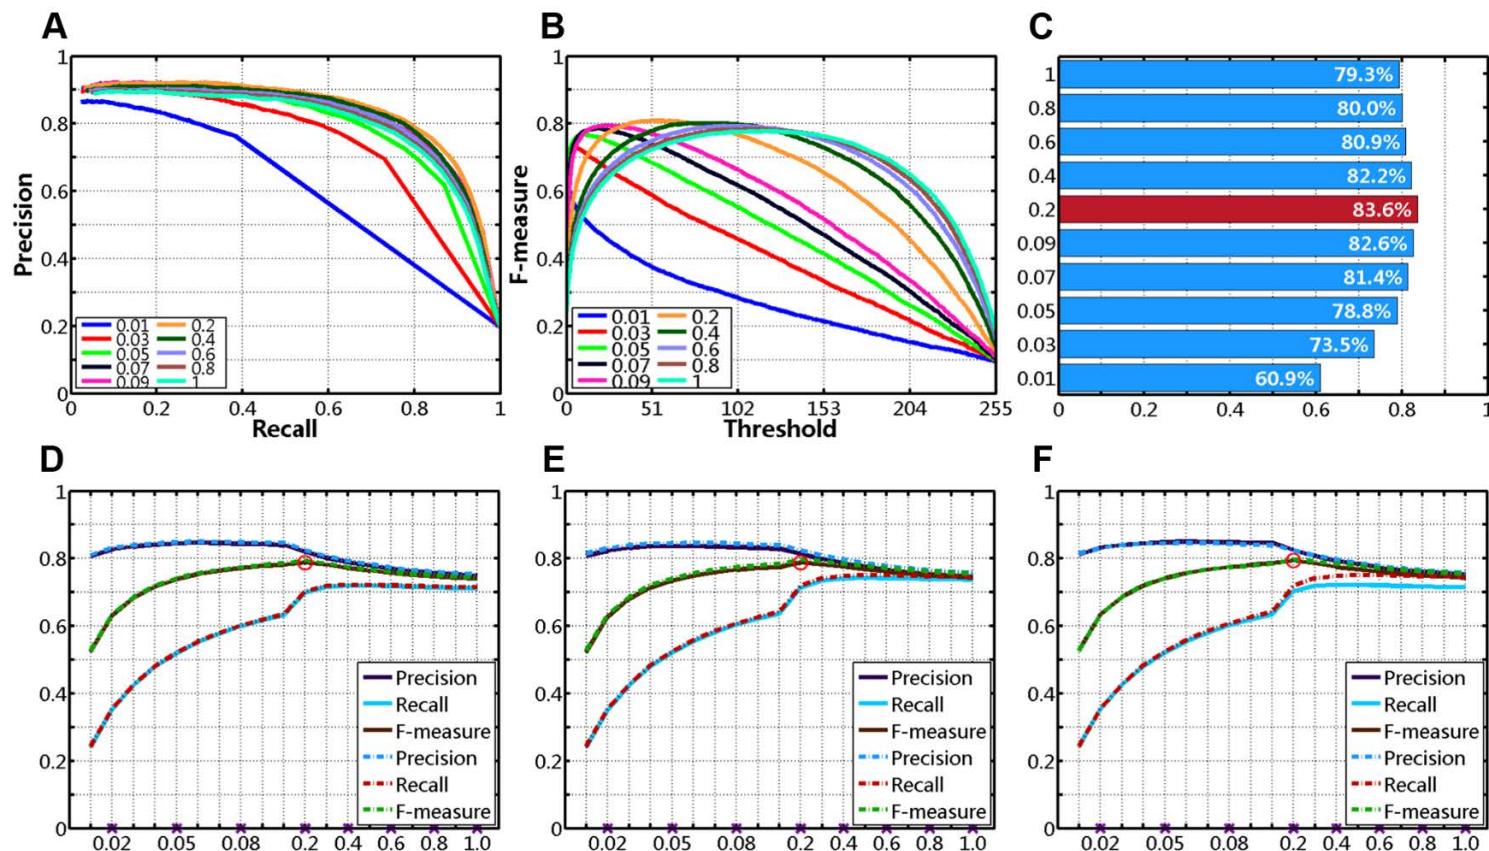 A
Precision
1
0.8
0.6
0.4
0.2
0
0 0.2 0.4 0.6 0.8 1
Recall
0.01 0.2
0.03 0.4
0.05 0.6
0.07 0.8
0.09 1
B
F-measure
1
0.8
0.6
0.4
0.2
0
0 51 102 153 204 255
Threshold
0.01 0.2
0.03 0.4
0.05 0.6
0.07 0.8
0.09 1
C
1 79.3%
0.8 80.0%
0.6 80.9%
0.4 82.2%
0.2 83.6%
0.09 82.6%
0.07 81.4%
0.05 78.8%
0.03 73.5%
0.01 60.9%
0 0.2 0.4 0.6 0.8 1
D
1
0.8
0.6
0.4
0.2
0
Precision
Recall
F-measure
Precision
Recall
F-measure
0.02 0.05 0.08 0.2 0.4 0.6 0.8 1.0
E
1
0.8
0.6
0.4
0.2
0
Precision
Recall
F-measure
Precision
Recall
F-measure
0.02 0.05 0.08 0.2 0.4 0.6 0.8 1.0
F
1
0.8
0.6
0.4
0.2
0
Precision
Recall
F-measure
Precision
Recall
F-measure
0.02 0.05 0.08 0.2 0.4 0.6 0.8 1.0